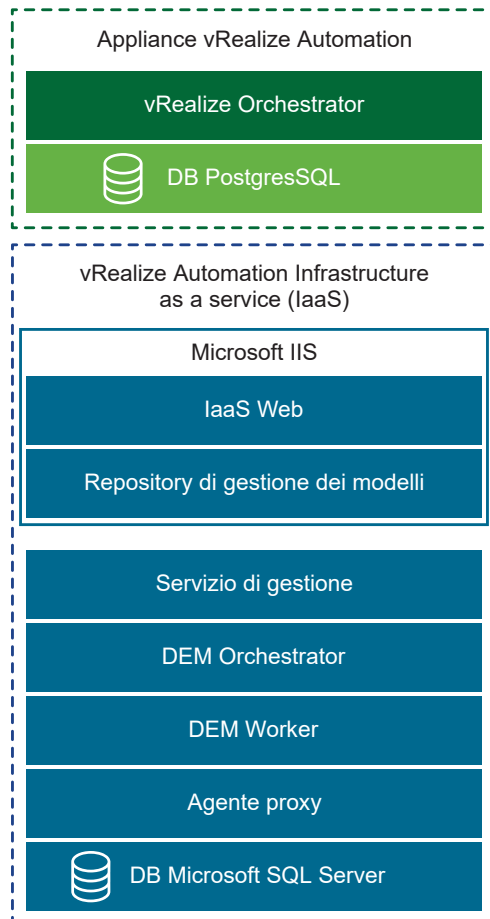 Appliance vRealize Automation
vRealize Orchestrator
DB PostgresSQL
vRealize Automation Infrastructure
as a service (IaaS)
Microsoft IIS
IaaS Web
Repository di gestione dei modelli
Servizio di gestione
DEM Orchestrator
DEM Worker
Agente proxy
DB Microsoft SQL Server